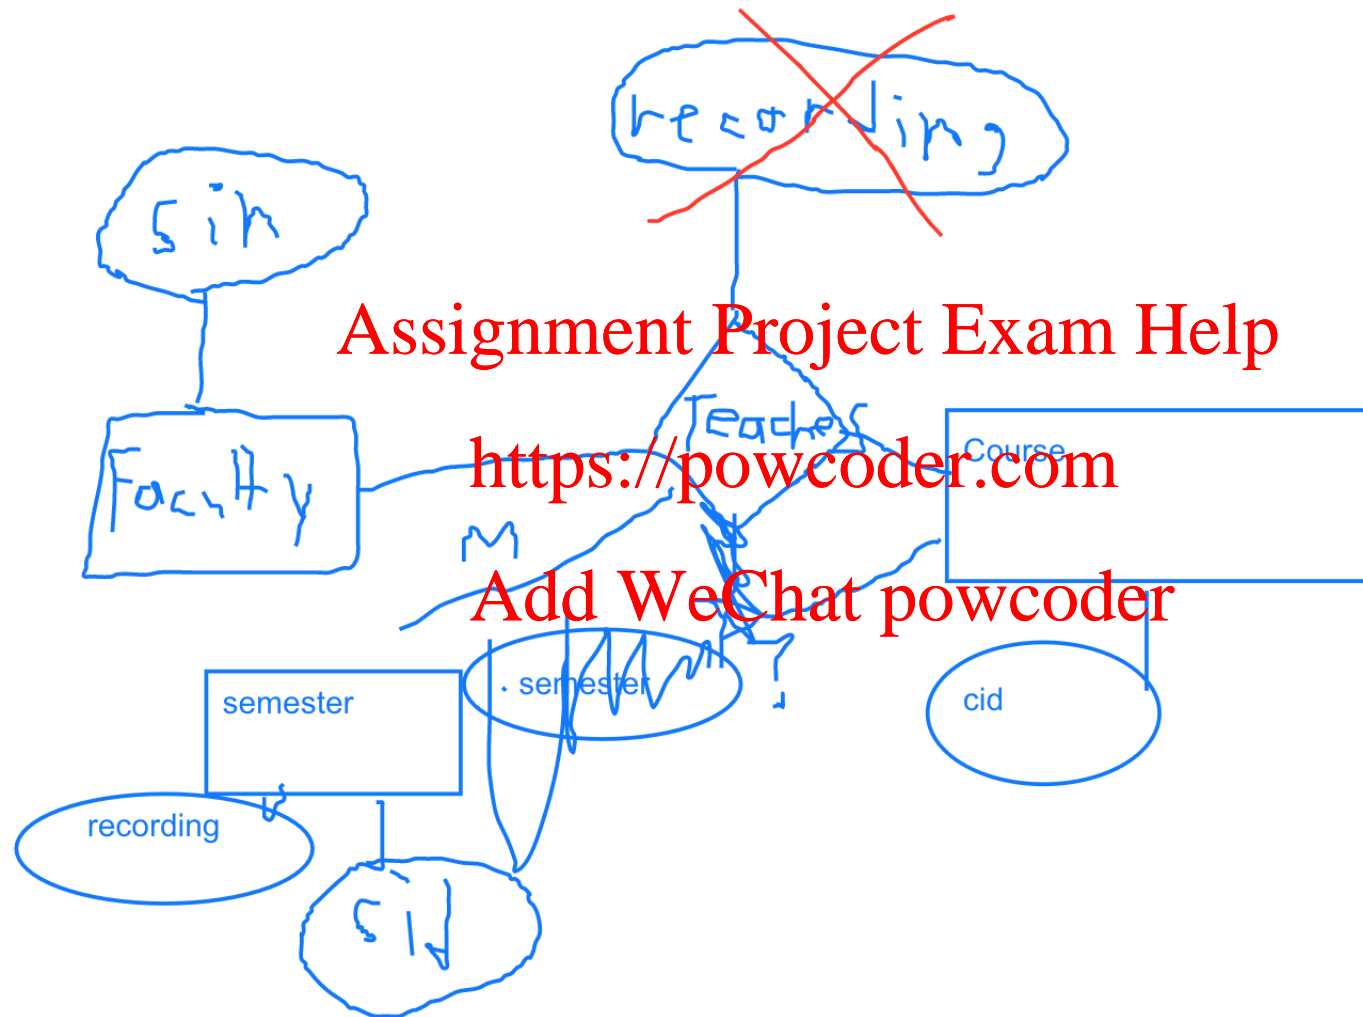 recording
sin
Assignment Project Exam Help
Teaches
Course
https://powcoder.com
Faculty
M
Add WeChat powcoder
semester
semester
cid
recording
sid